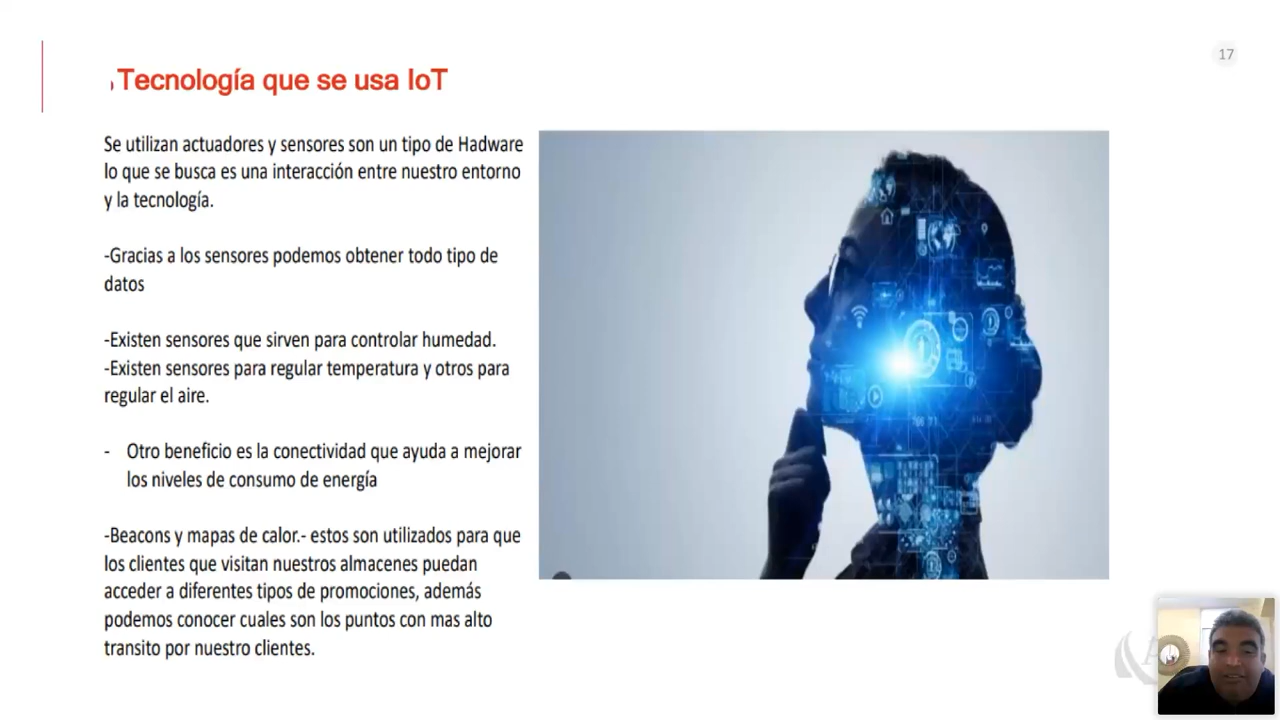 17
Tecnología que se usa IoT
Se utilizan actuadores y sensores son un tipo de Hadware
lo que se busca es una interacción entre nuestro entorno
y la tecnología.
-Gracias a los sensores podemos obtener todo tipo de
datos
-Existen sensores que sirven para controlar humedad.
-Existen sensores para regular temperatura y otros para
regular el aire.
- Otro beneficio es la conectividad que ayuda a mejorar
los niveles de consumo de energía
-Beacons y mapas de calor.- estos son utilizados para que
los clientes que visitan nuestros almacenes puedan
acceder a diferentes tipos de promociones, además
podemos conocer cuales son los puntos con mas alto
transito por nuestro clientes.